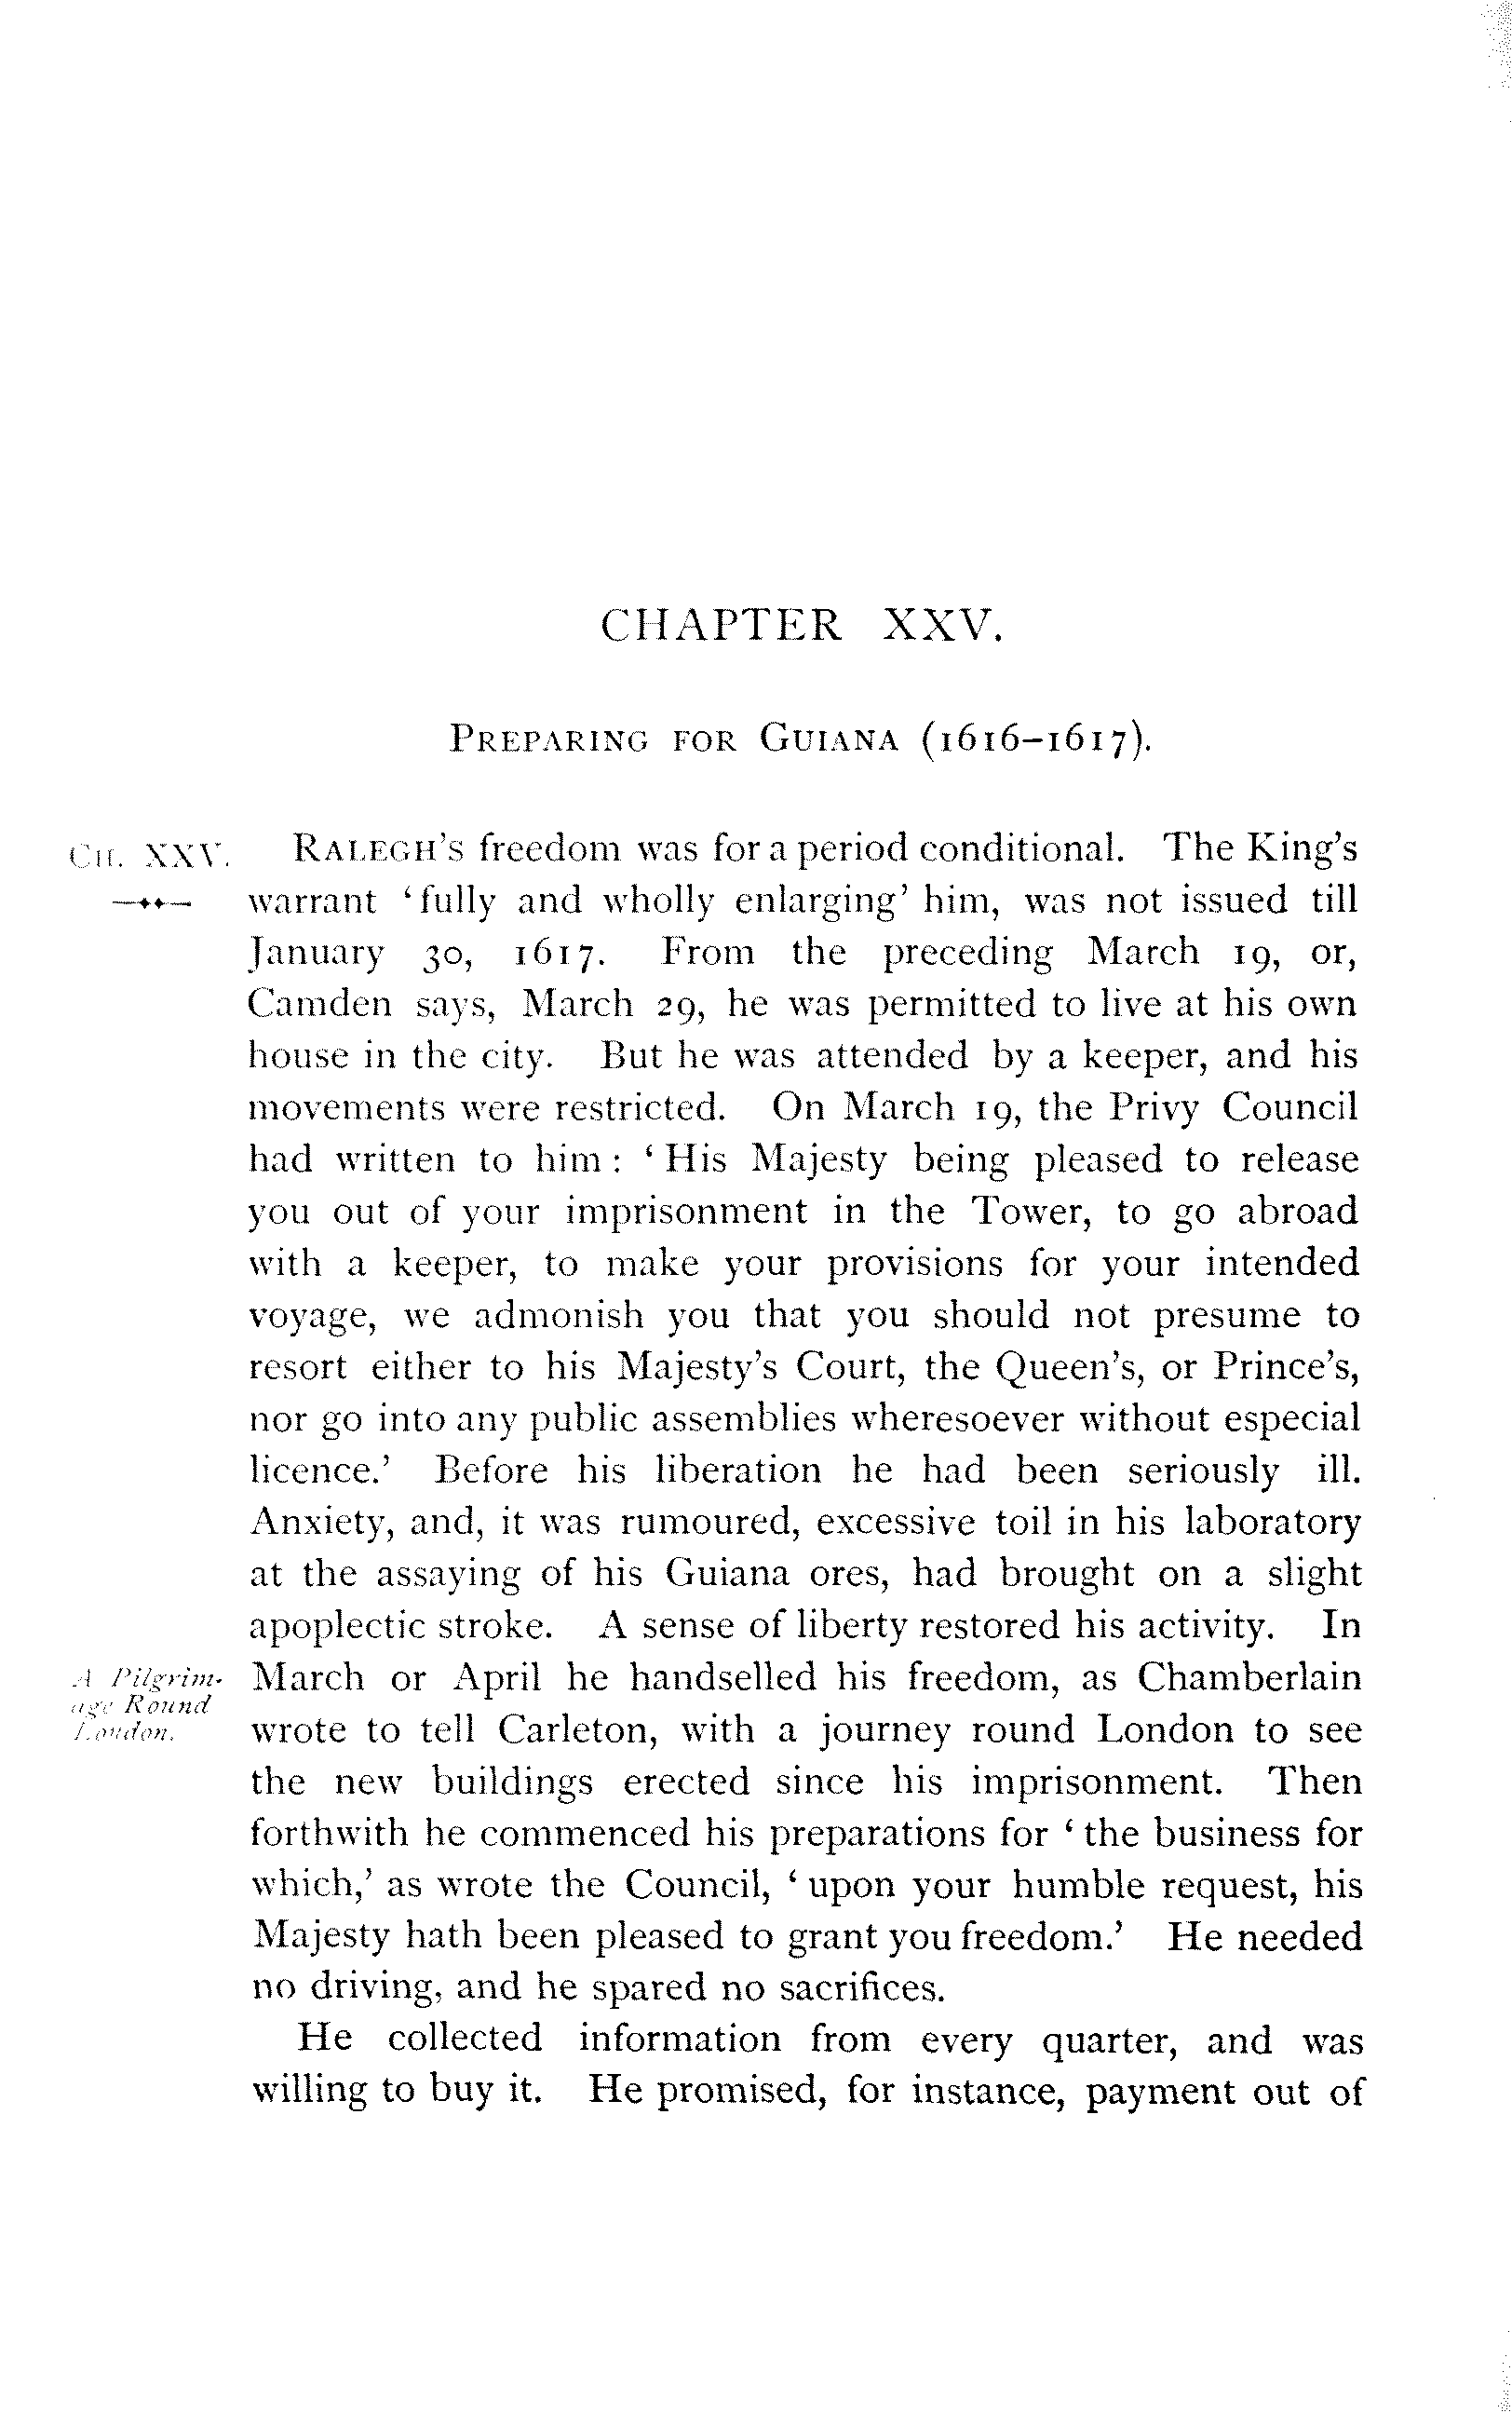 CHAPTER XXV.
PREPARING FOR GUIANA (1616–1617).
CH. XXV.
RALEGH'S freedom was for a period conditional. The King's
warrant ‘fully and wholly enlarging’ him, was not issued till
January 30, 1617. From the preceding March 19, or,
Camden says, March 29, he was permitted to live at his own
house in the city. But he was attended by a keeper, and his
movements were restricted. On March 19, the Privy Council
had written to him : ‘ His Majesty being pleased to release
you out of your imprisonment in the Tower, to go abroad
with a keeper, to make your provisions for your intended
voyage, we admonish you that you should not presume to
resort either to his Majesty's Court, the Queen's, or Prince's,
nor go into any public assemblies wheresoever without especial
licence.’ Before his liberation he had been seriously ill.
Anxiety, and, it was rumoured, excessive toil in his laboratory
at the assaying of his Guiana ores, had brought on a slight
apoplectic stroke. A sense of liberty restored his activity. In
A Pilgrim-
age Round
London.
March or April he handselled his freedom, as Chamberlain
wrote to tell Carleton, with a journey round London to see
the new buildings erected since his imprisonment. Then
forthwith he commenced his preparations for ‘ the business for
which,’ as wrote the Council, ‘ upon your humble request, his
Majesty hath been pleased to grant you freedom.’ He needed
no driving, and he spared no sacrifices.
He collected information from every quarter, and was
willing to buy it. He promised, for instance, payment out of